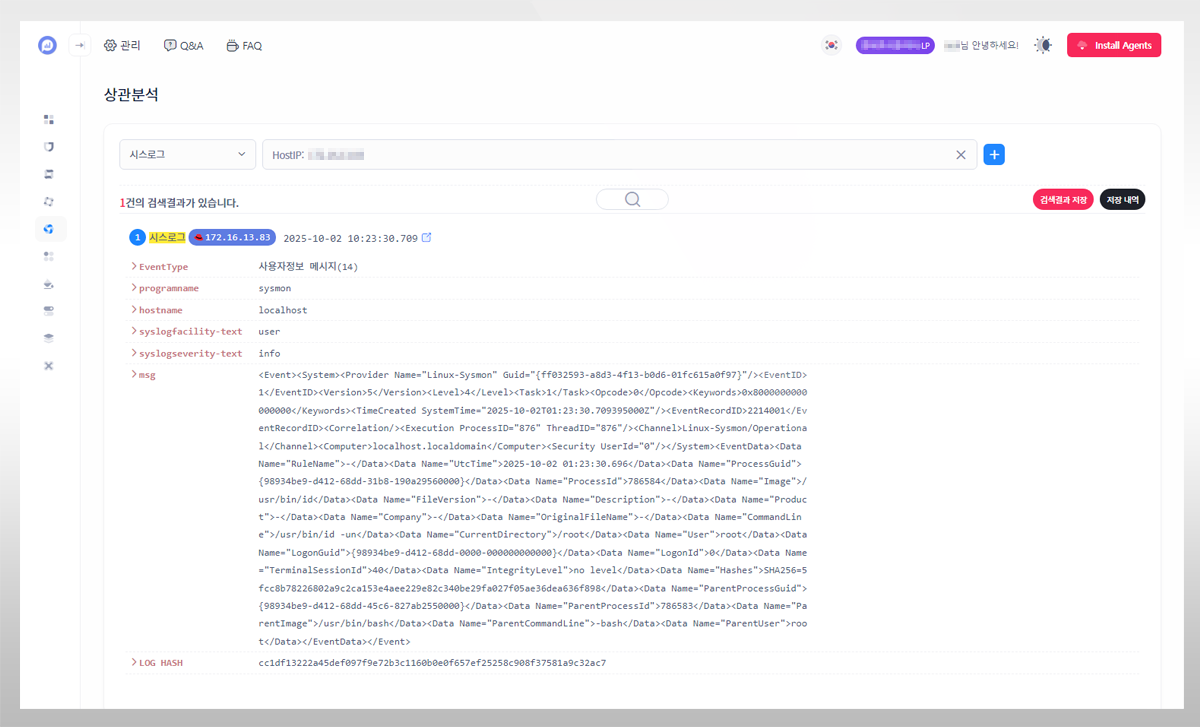 관리 Q&A FAQ LP 님 안녕하세요! Install Agents
상관분석
시스로그 HostIP:
1건의 검색결과가 있습니다. 검색결과 저장 저장 내역
1 시스로그 172.16.13.83 2025-10-02 10:23:30.709
EventType 사용자정보 메시지(14)
programname sysmon
hostname localhost
syslogfacility-text user
syslogseverity-text info
msg <Event><System><Provider Name="Linux-Sysmon" Guid="{ff032593-a8d3-4f13-b0d6-01fc615a0f97}"/><EventID>
1</EventID><Version>5</Version><Level>4</Level><Task>1</Task><Opcode>0</Opcode><Keywords>0x8000000000
000000</Keywords><TimeCreated SystemTime="2025-10-02T01:23:30.709395000Z"/><EventRecordID>2214001</Ev
entRecordID><Correlation/><Execution ProcessID="876" ThreadID="876"/><Channel>Linux-Sysmon/Operationa
l</Channel><Computer>localhost.localdomain</Computer><Security UserId="0"/></System><EventData><Data
Name="RuleName">-</Data><Data Name="UtcTime">2025-10-02 01:23:30.696</Data><Data Name="ProcessGuid">
{98934be9-d412-68dd-31b8-190a29560000}</Data><Data Name="ProcessId">786584</Data><Data Name="Image">/
usr/bin/id</Data><Data Name="FileVersion">-</Data><Data Name="Description">-</Data><Data Name="Produc
t">-</Data><Data Name="Company">-</Data><Data Name="OriginalFileName">-</Data><Data Name="CommandLin
e">/usr/bin/id -un</Data><Data Name="CurrentDirectory">/root</Data><Data Name="User">root</Data><Data
Name="LogonGuid">{98934be9-d412-68dd-0000-000000000000}</Data><Data Name="LogonId">0</Data><Data Name
="TerminalSessionId">40</Data><Data Name="IntegrityLevel">no level</Data><Data Name="Hashes">SHA256=5
fcc8b78226802a9c2ca153e4aee229e82c340be29fa027f05ae36dea636f898</Data><Data Name="ParentProcessGuid">
{98934be9-d412-68dd-45c6-827ab2550000}</Data><Data Name="ParentProcessId">786583</Data><Data Name="Pa
rentImage">/usr/bin/bash</Data><Data Name="ParentCommandLine">-bash</Data><Data Name="ParentUser">roo
t</Data></EventData></Event>
LOG HASH cc1df13222a45def097f9e72b3c1160b0e0f657ef25258c908f37581a9c32ac7